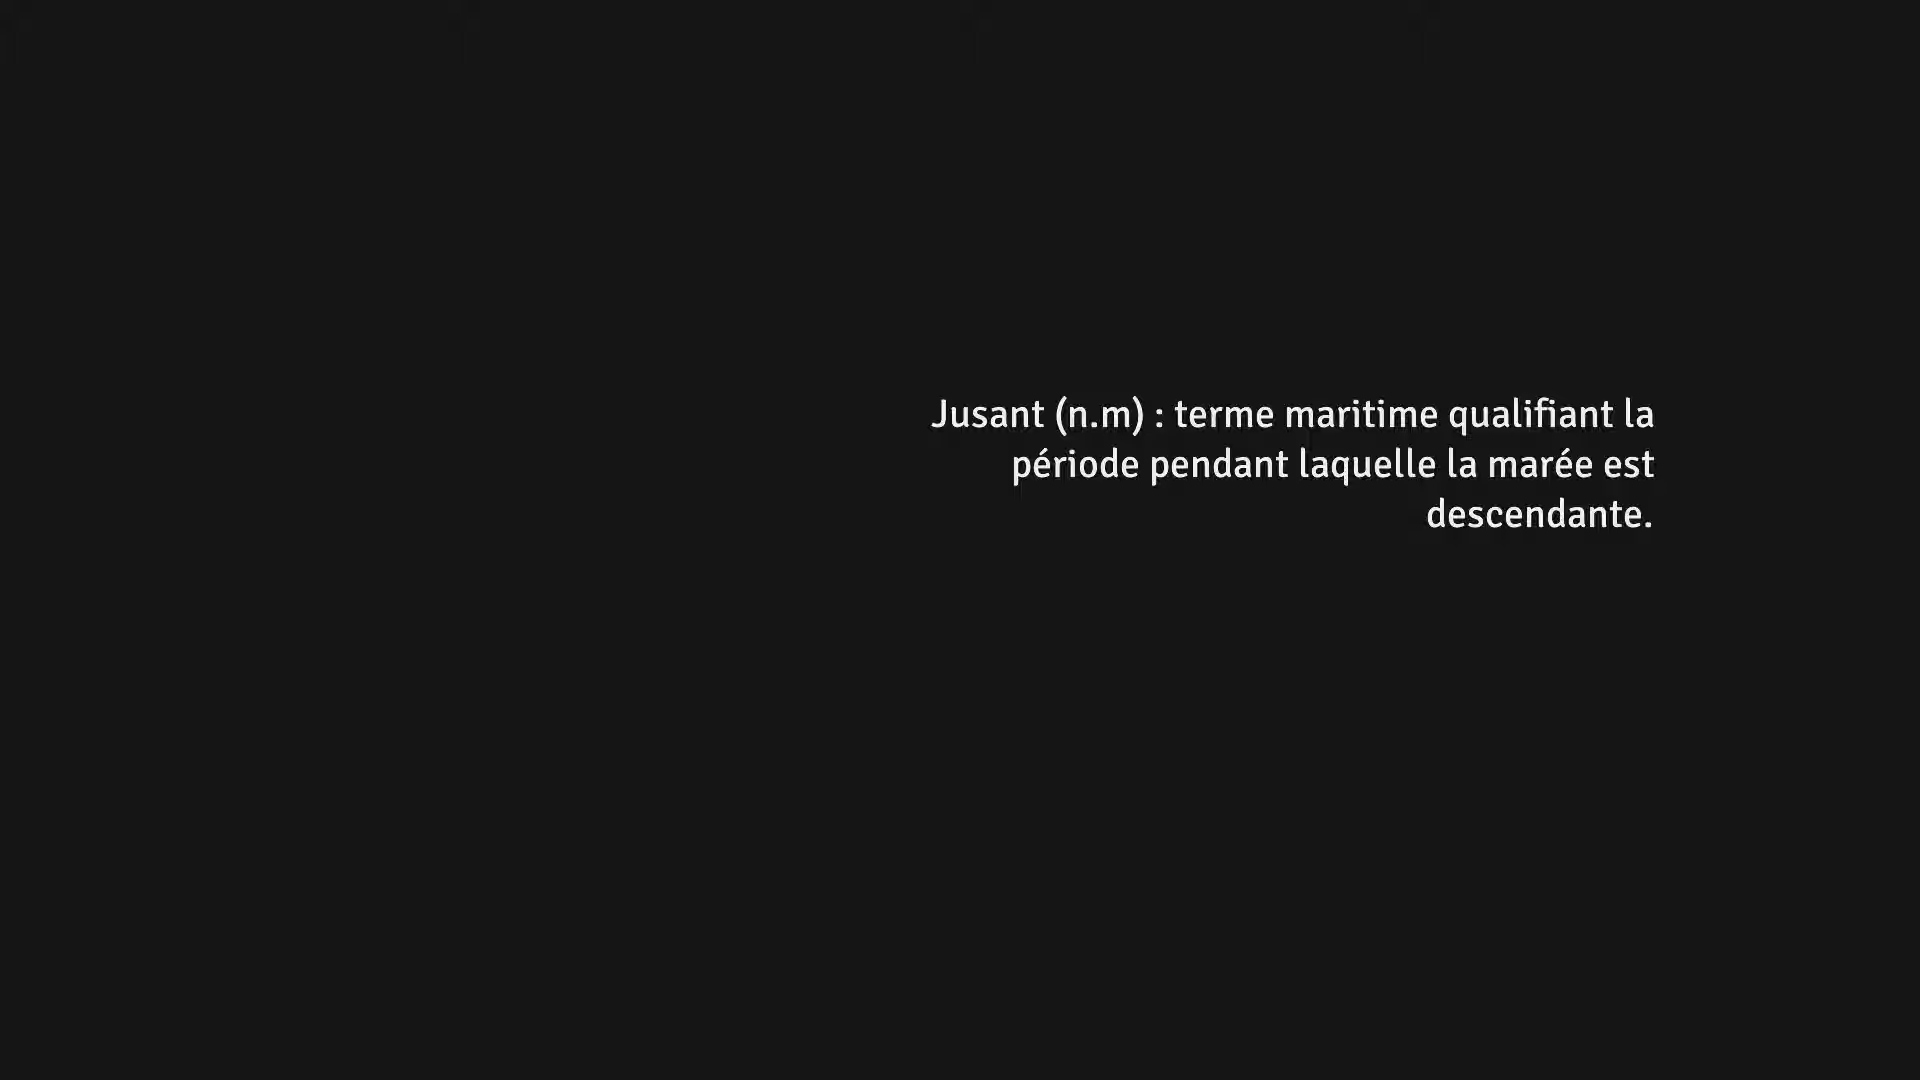 Jusant (n.m) : terme maritime qualifiant la
période pendant laquelle la marée est
descendante.